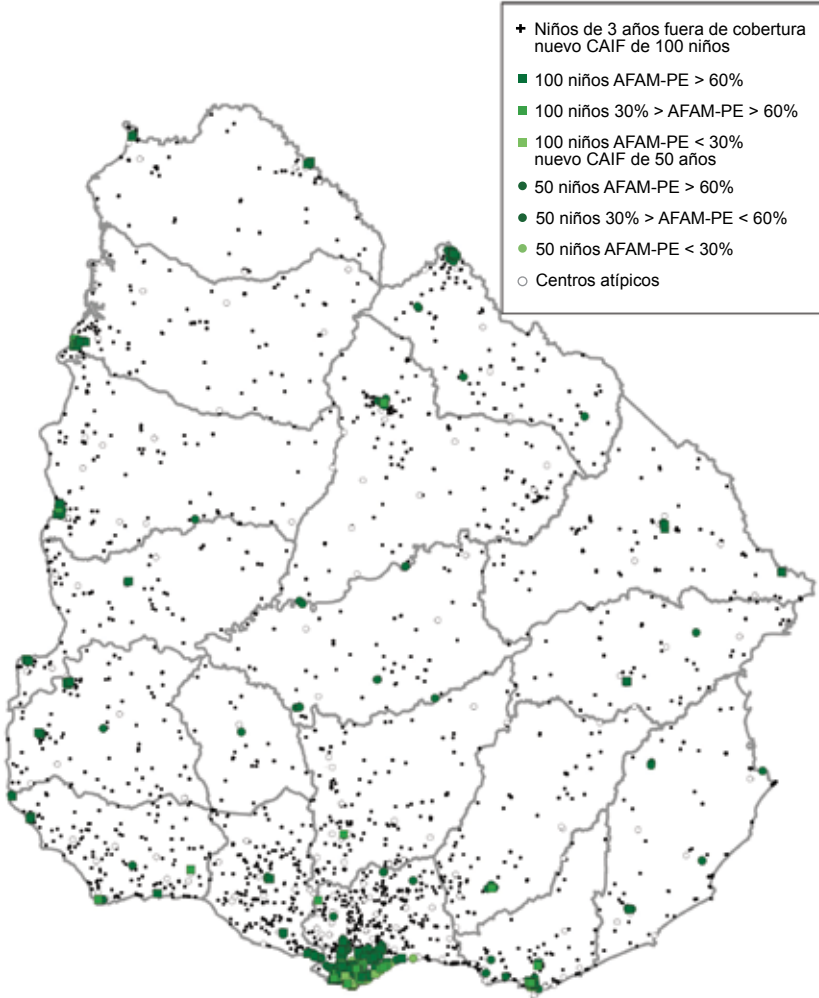 Niños de 3 años fuera de cobertura
nuevo CAIF de 100 niños
100 niños AFAM-PE > 60%
100 niños 30% > AFAM-PE > 60%
100 niños AFAM-PE < 30%
nuevo CAIF de 50 años
50 niños AFAM-PE > 60%
50 niños 30% > AFAM-PE < 60%
50 niños AFAM-PE < 30%
Centros atípicos